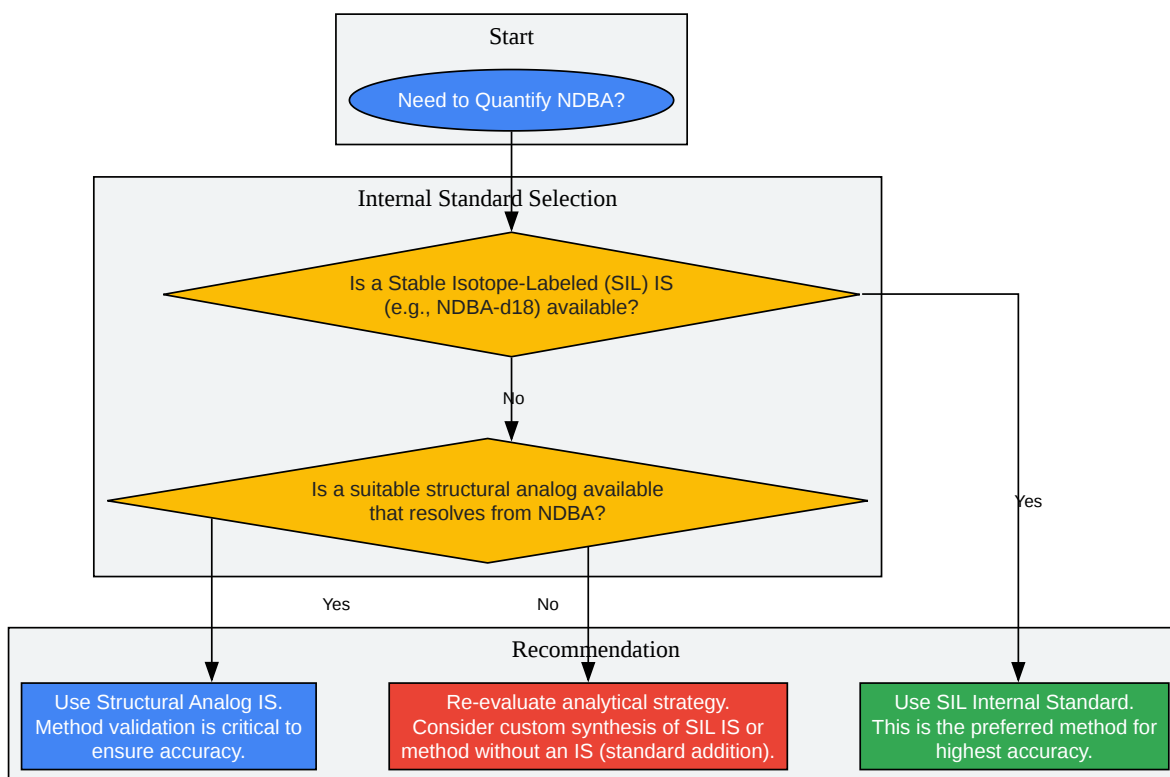 Start
Need to Quantify NDBA?
Internal Standard Selection
Is a Stable Isotope-Labeled (SIL) IS
(e.g., NDBA-d18) available?
No
Is a suitable structural analog available
that resolves from NDBA?
Yes
Yes
No
Recommendation
Use Structural Analog IS.
Method validation is critical to
ensure accuracy.
Re-evaluate analytical strategy.
Consider custom synthesis of SIL IS or
method without an IS (standard addition).
Use SIL Internal Standard.
This is the preferred method for
highest accuracy.